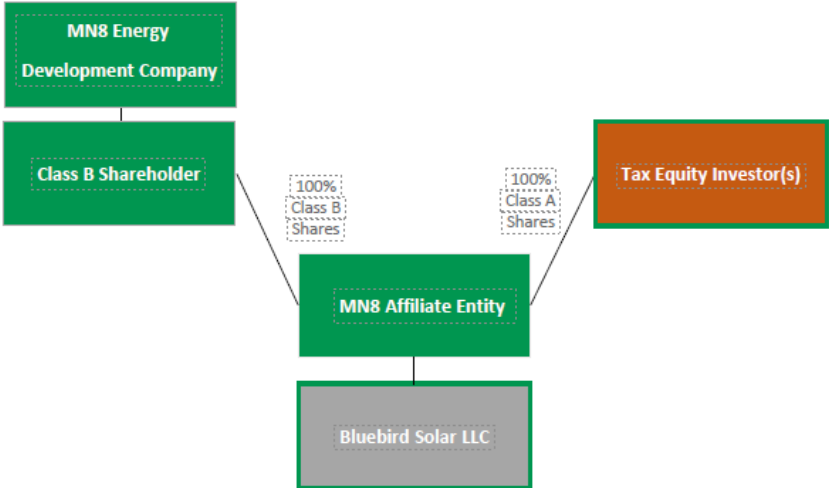 MN8 Energy
Development Company
Class B Shareholder
100%
Class B
Shares
100%
Class A
Shares
Tax Equity Investor(s)
MN8 Affiliate Entity
Bluebird Solar LLC